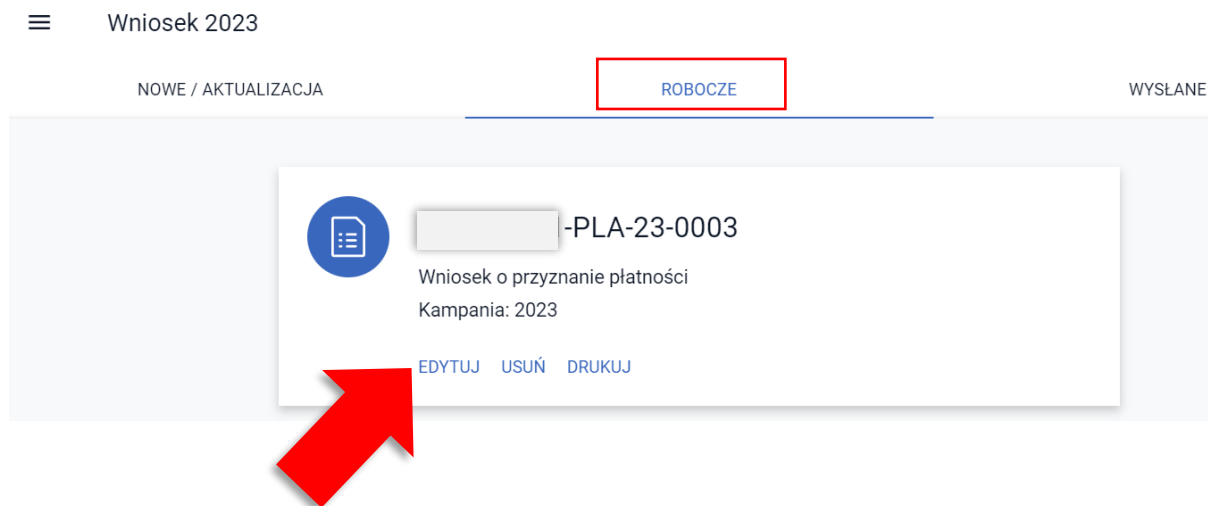 Wniosek 2023
NOWE / AKTUALIZACJA ROBOCZE WYSŁANE
-PLA-23-0003
Wniosek o przyznanie płatności
Kampania: 2023
EDYTUJ USUŃ DRUKUJ